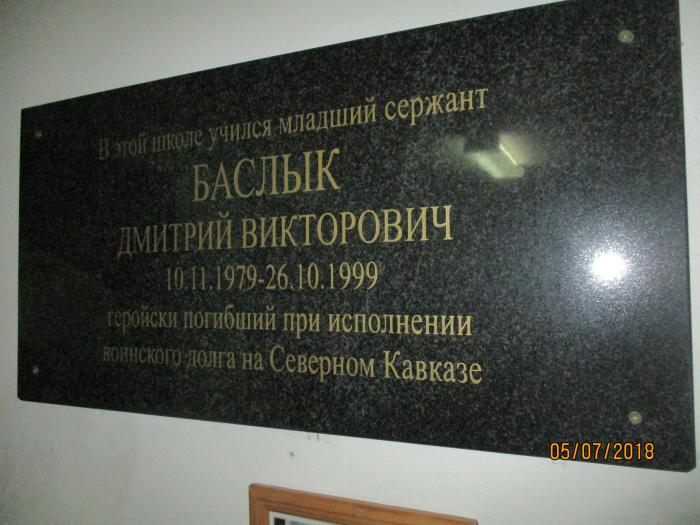 В этой школе учился младший сержант
БАСЛЫК
ДМИТРИЙ ВИКТОРОВИЧ
10.11.1979-26.10.1999
геройски погибший при исполнении
воинского долга на Северном Кавказе
05/07/2018